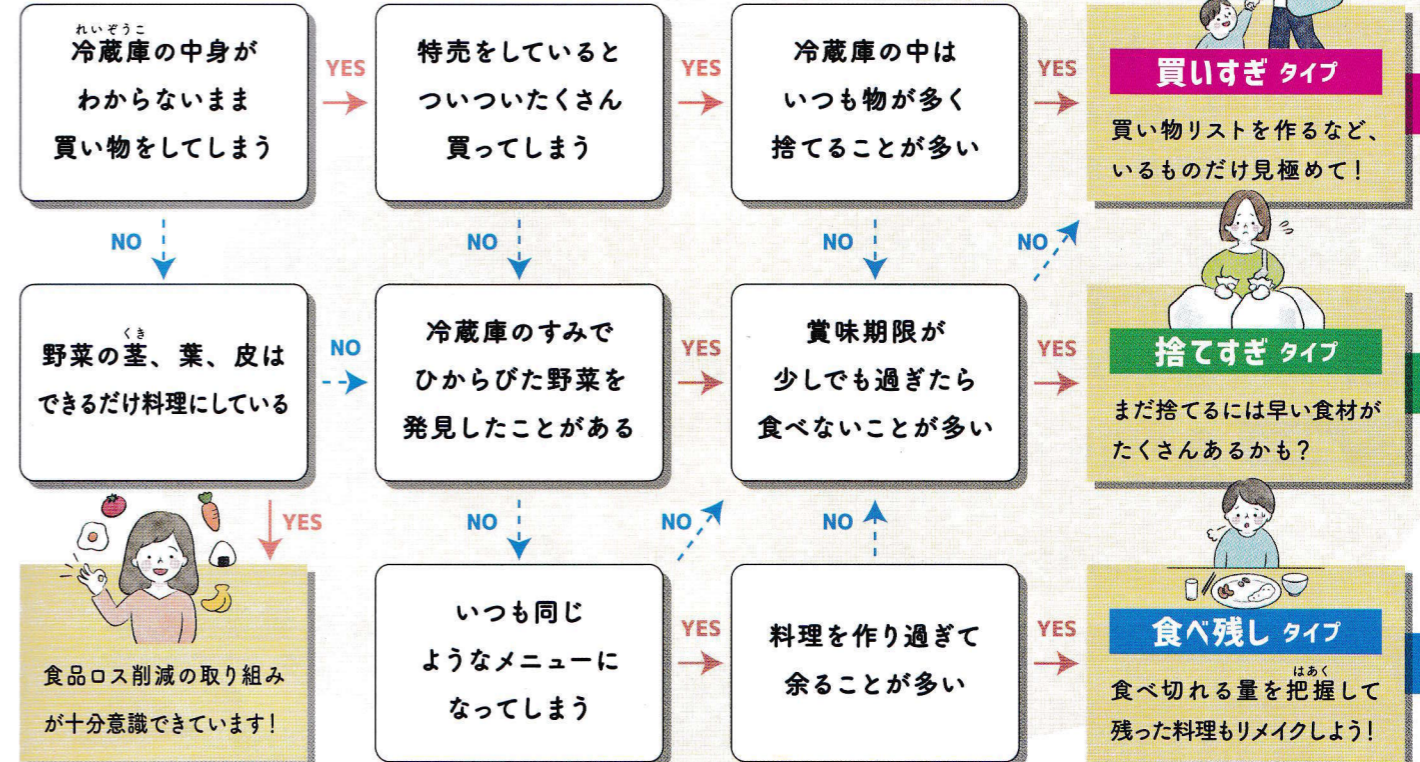 れいぞうこ
冷蔵庫の中身が
わからないまま
買い物をしてしまう
YES
特売をしていると
ついついたくさん
買ってしまう
YES
冷蔵庫の中は
いつも物が多く
捨てることが多い
YES
買いすぎ タイプ
買い物リストを作るなど、
いるものだけ見極めて！
NO
NO
NO
NO
くき
野菜の茎、葉、皮は
できるだけ料理にしている
NO
冷蔵庫のすみで
ひからびた野菜を
発見したことがある
YES
賞味期限が
少しでも過ぎたら
食べないことが多い
YES
捨てすぎ タイプ
まだ捨てるには早い食材が
たくさんあるかも？
YES
NO
NO
NO
食品ロス削減の取り組み
が十分意識できています！
いつも同じ
ようなメニューに
なってしまう
YES
料理を作り過ぎて
余ることが多い
YES
食べ残し タイプ
はあく
食べ切れる量を把握して
残った料理もリメイクしよう！